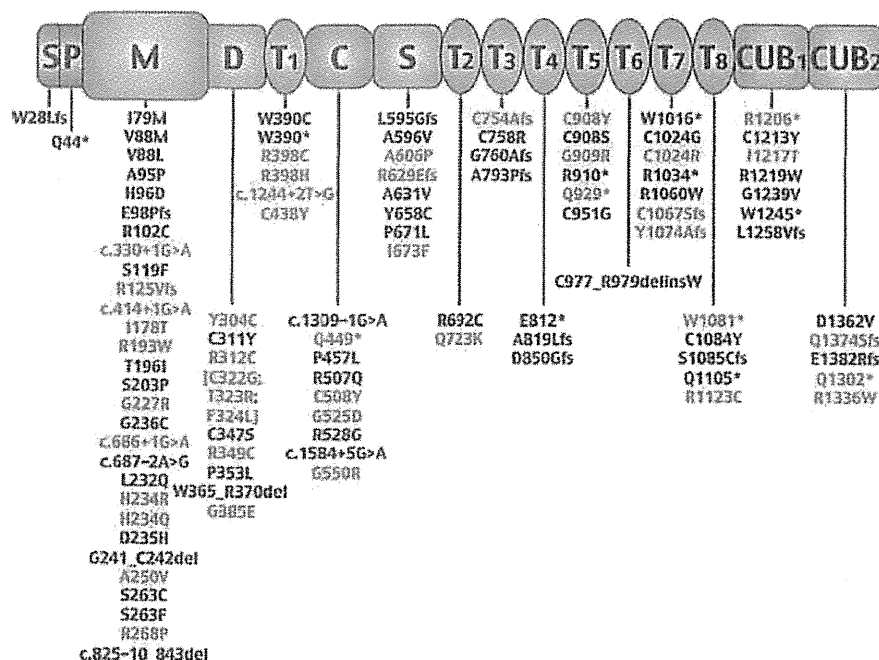 S P M D T1 C S T2 T3 T4 T5 T6 T7 T8 CUB1 CUB2
W28Lfs
Q44*
I79M
V88M
V88L
A95P
H96D
E98Pfs
R102C
c.330+1G>A
S119F
R125Vfs
c.414+1G>A
I178T
R193W
T196I
S203P
G227R
G236C
c.686+1G>A
c.687-2A>G
L232Q
H234R
H234Q
D235H
G241_C242del
A250V
S263C
S263F
R268P
c.825-10_843del
Y304C
C311Y
R312C
[C322G;
T323R;
F324L]
C347S
R349C
P353L
W365_R370del
G385E
W390C
W390*
R398C
R398H
c.1244+2T>G
C438Y
c.1309-1G>A
Q449*
P457L
R507Q
C508Y
G525D
R528G
c.1584+5G>A
G550R
L595Gfs
A596V
A606P
R629Efs
A631V
Y658C
P671L
I673F
R692C
Q723K
C754Afs
C758R
G760Afs
A793Pfs
E812*
A819Lfs
D850Gfs
C908Y
C908S
G909R
R910*
Q929*
C951G
C977_R979delinsW
W1016*
C1024G
C1024R
R1034*
R1060W
C1067Sfs
Y1074Afs
W1081*
C1084Y
S1085Cfs
Q1105*
R1123C
R1206*
C1213Y
I1217T
R1219W
G1239V
W1245*
L1258Vfs
D1362V
Q1374Sfs
E1382Rfs
Q1302*
R1336W